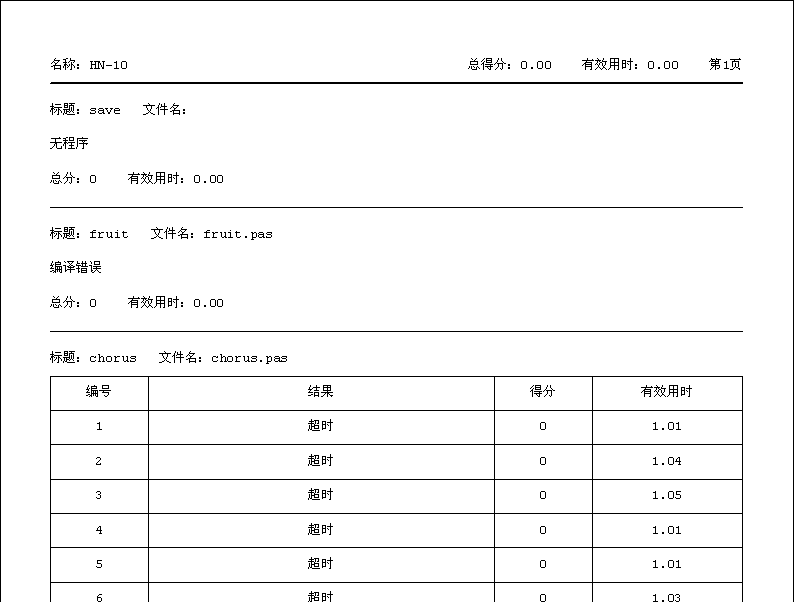 名称：HN-10 总得分：0.00 有效用时：0.00 第1页
标题：save 文件名：
无程序
总分：0 有效用时：0.00
标题：fruit 文件名：fruit.pas
编译错误
总分：0 有效用时：0.00
标题：chorus 文件名：chorus.pas
编号 结果 得分 有效用时
1 超时 0 1.01
2 超时 0 1.04
3 超时 0 1.05
4 超时 0 1.01
5 超时 0 1.01
6 超时 0 1.03